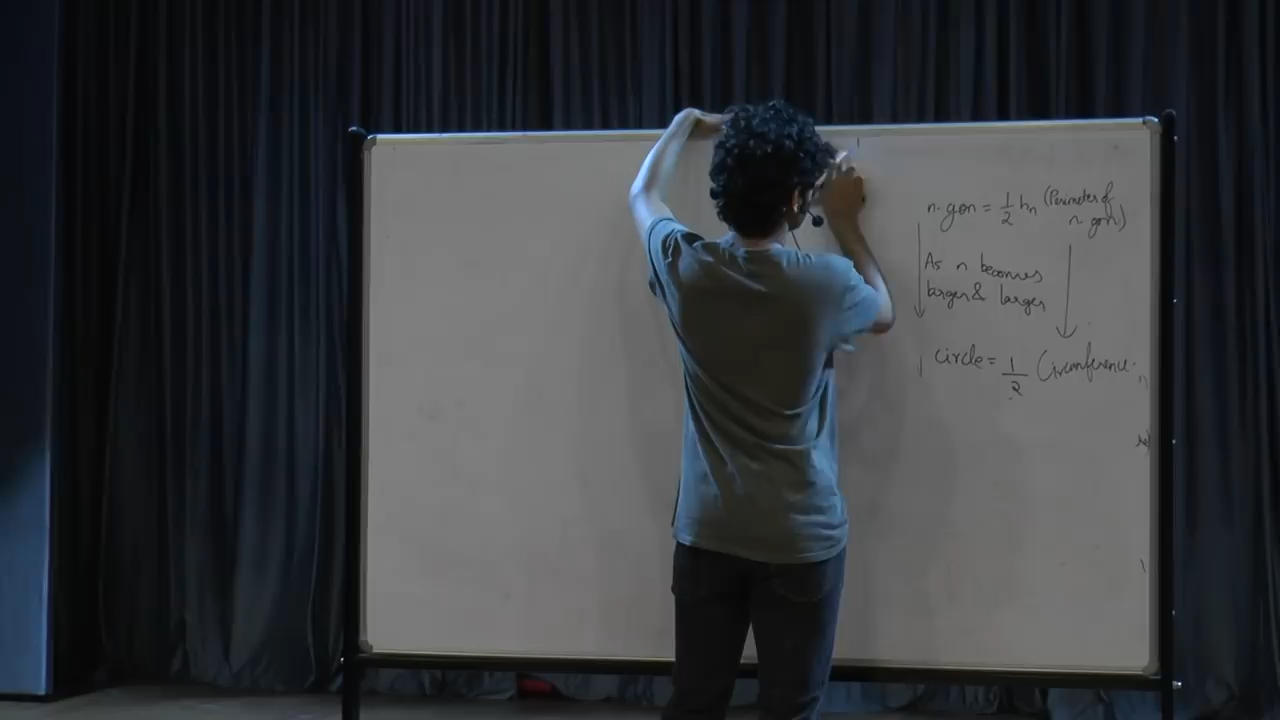 n.gon = 1/2 hn (Perimeter of n.gon)
As n becomes
larger & larger
circle = 1/2 Circumference.